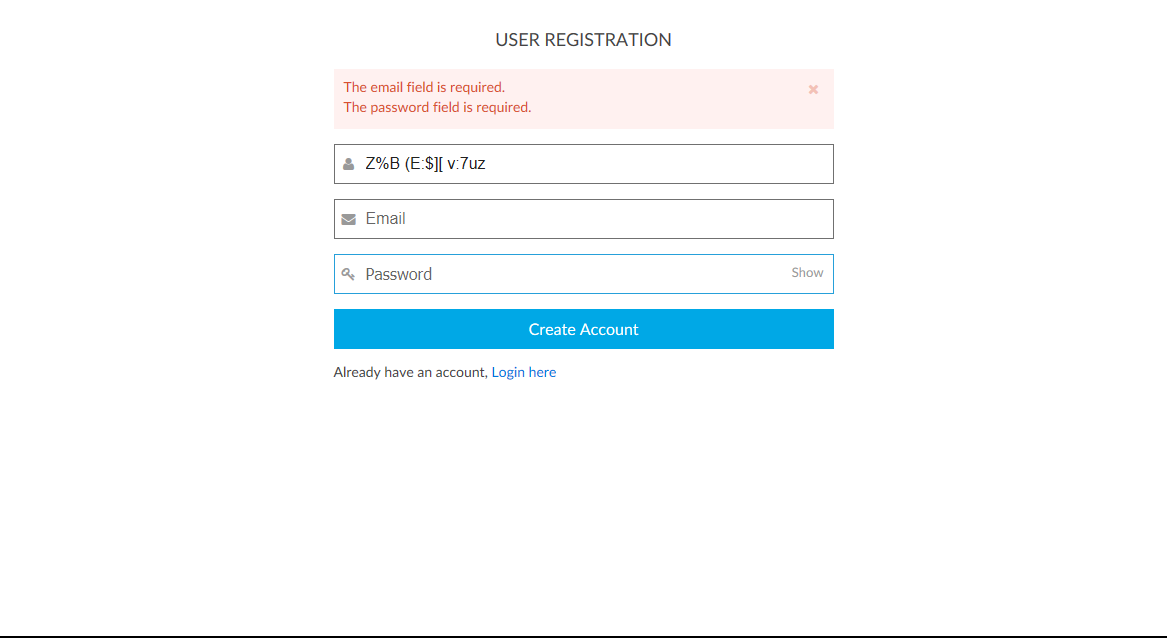 USER REGISTRATION
The email field is required.
The password field is required.
Z%B (E:$][ v:7uz
Email
Password Show
Create Account
Already have an account, Login here